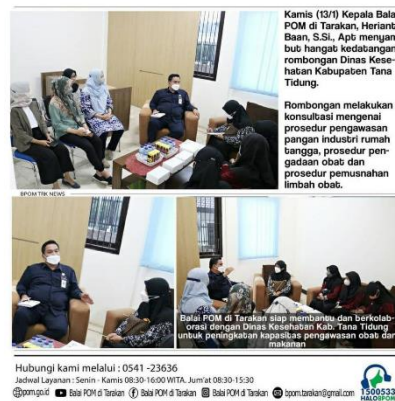 Kamis (13/1) Kepala Balai
POM di Tarakan, Heriant
Baan, S.Si., Apt menyam
but hangat kedatangan
rombongan Dinas Kese-
hatan Kabupaten Tana
Tidung.
Rombongan melakukan
konsultasi mengenai
prosedur pengawasan
pangan industri rumah
tangga, prosedur pen-
gadaan obat dan
prosedur pemusnahan
limbah obat.
BPOM TRK NEWS
Balai POM di Tarakan siap membantu dan berkolab-
orasi dengan Dinas Kesehatan Kab. Tana Tidung
untuk peningkatan kapasitas pengawasan obat dan
makanan
Hubungi kami melalui : 0541 -23636
Jadwal Layanan : Senin - Kamis 08:30-16:00 WITA. Jum'at 08:30-15:30
pom.go.id Balai POM di Tarakan Balai POM di Tarakan Balai POM di Tarakan bpom.tarakan@gmail.com
1500533
HALOBPOM